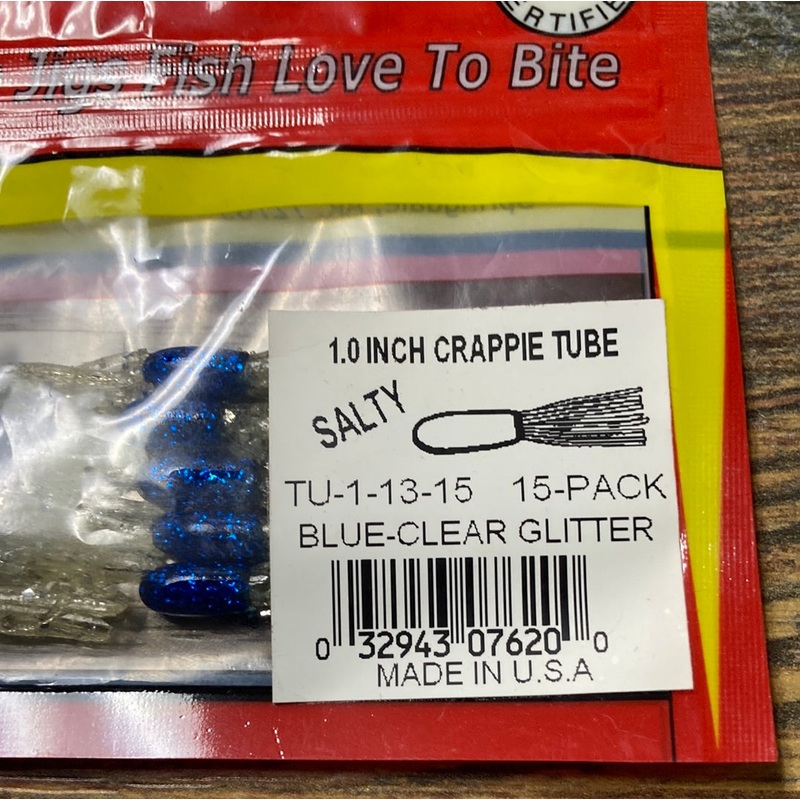 ERTIFIE
Jigs Fish Love To Bite
1.0 INCH CRAPPIE TUBE
SALTY
TU-1-13-15 15-PACK
BLUE-CLEAR GLITTER
0 32943 07620 0
MADE IN U.S.A